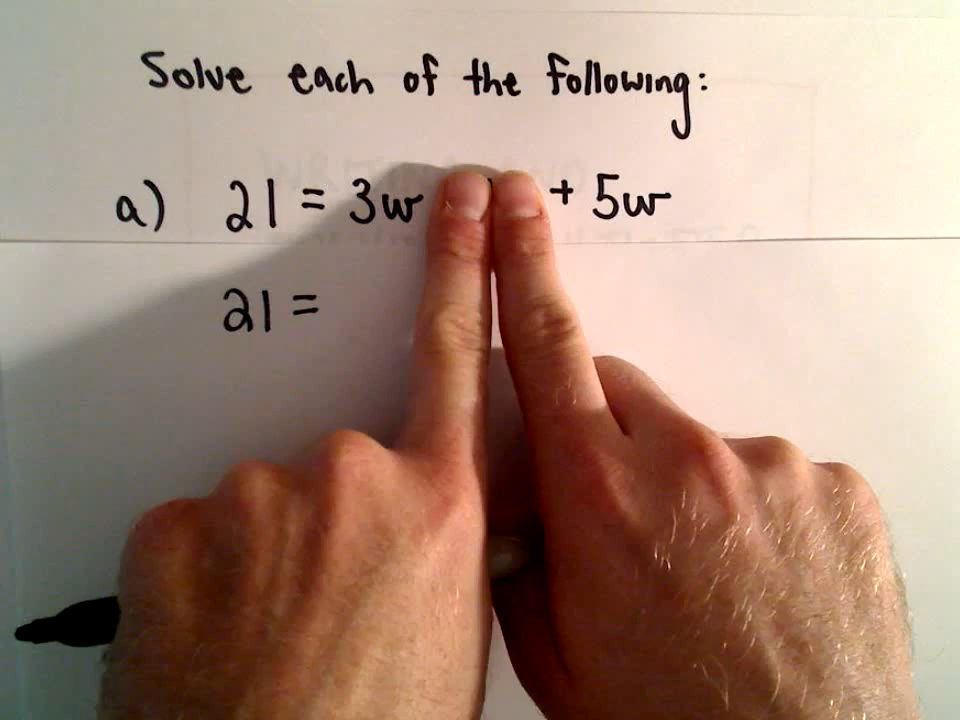 Solve each of the following:
a) 21 = 3w + 5w
21 =